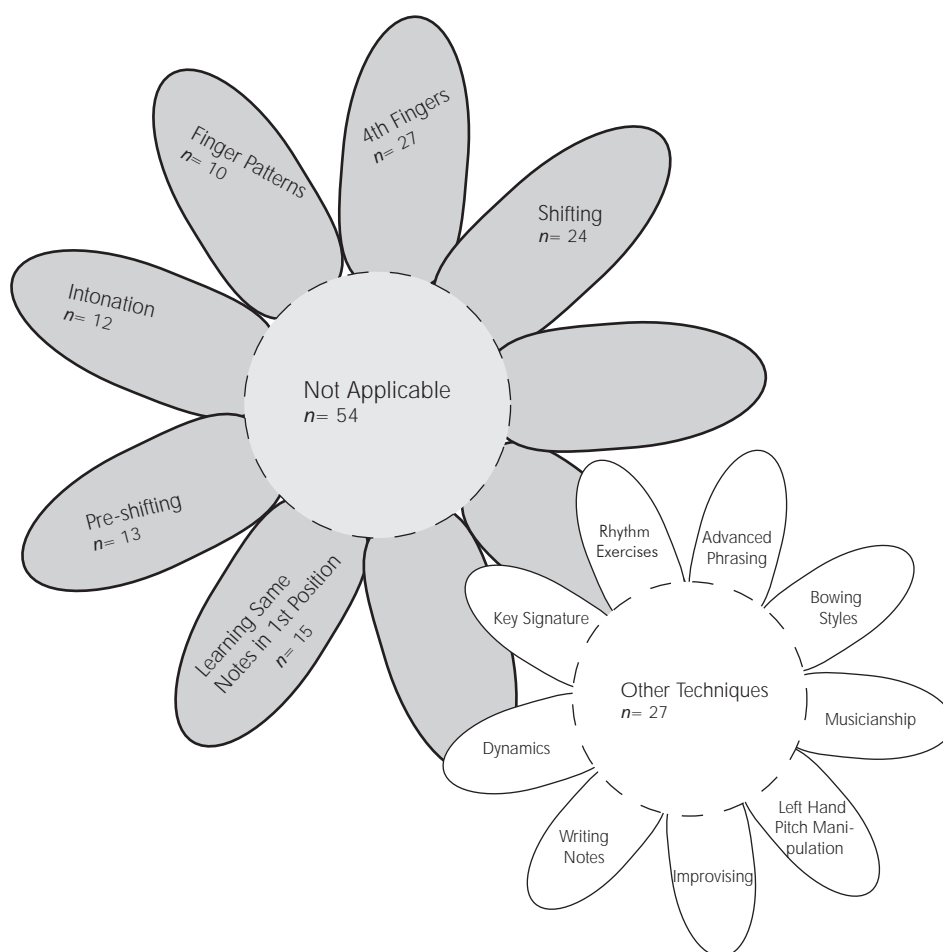 4th Fingers
n= 27
Finger Patterns
n= 10
Shifting
n= 24
Intonation
n= 12
Not Applicable
n= 54
Pre-shifting
n= 13
Learning Same
Notes in 1st Position
n= 15
Rhythm
Exercises
Advanced
Phrasing
Bowing
Styles
Key Signature
Other Techniques
n= 27
Musicianship
Dynamics
Left Hand
Pitch Mani-
pulation
Writing
Notes
Improvising